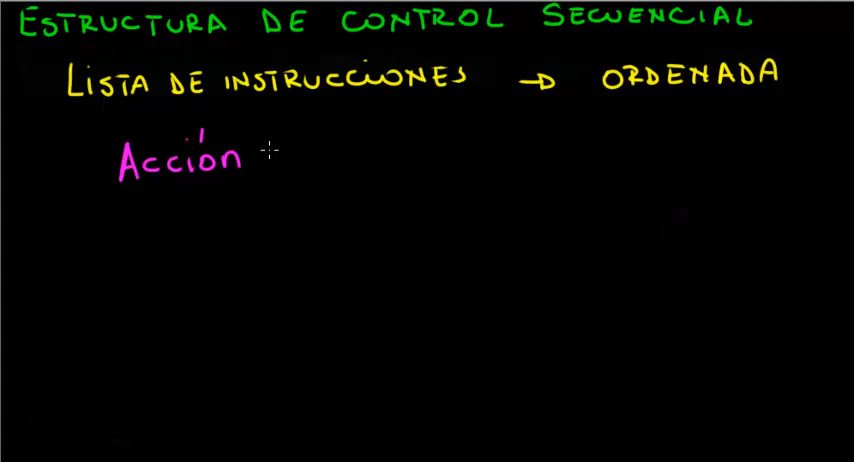 ESTRUCTURA DE CONTROL SECUENCIAL
LISTA DE INSTRUCCIONES → ORDENADA
Acción